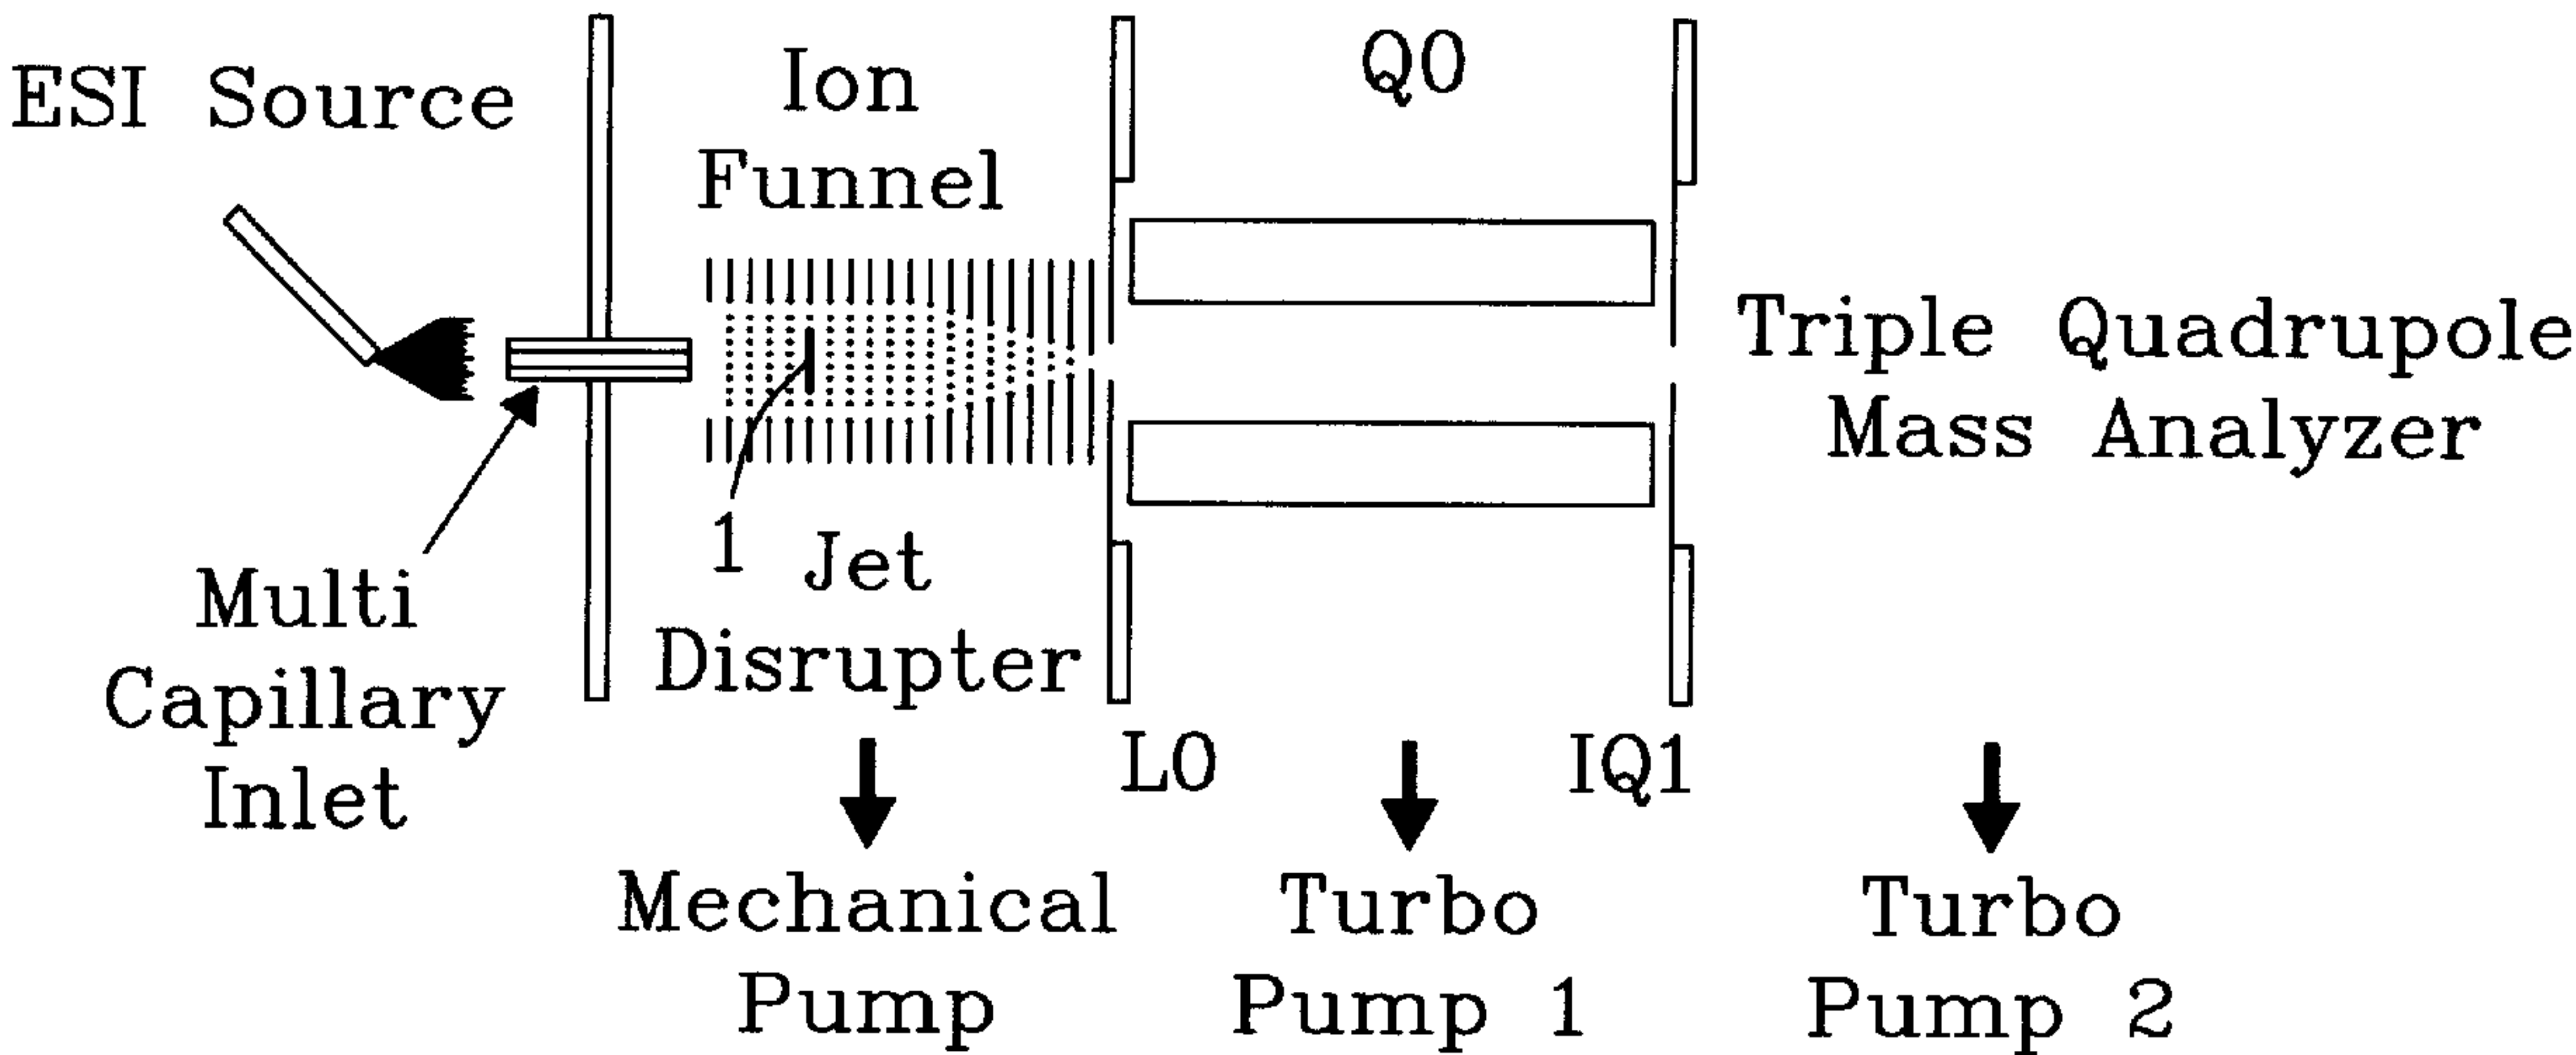 ESI Source
Ion
Funnel
Q0
Triple Quadrupole
Mass Analyzer
Multi
Capillary
Inlet
1
Jet
Disrupter
L0
IQ1
Mechanical
Pump
Turbo
Pump 1
Turbo
Pump 2